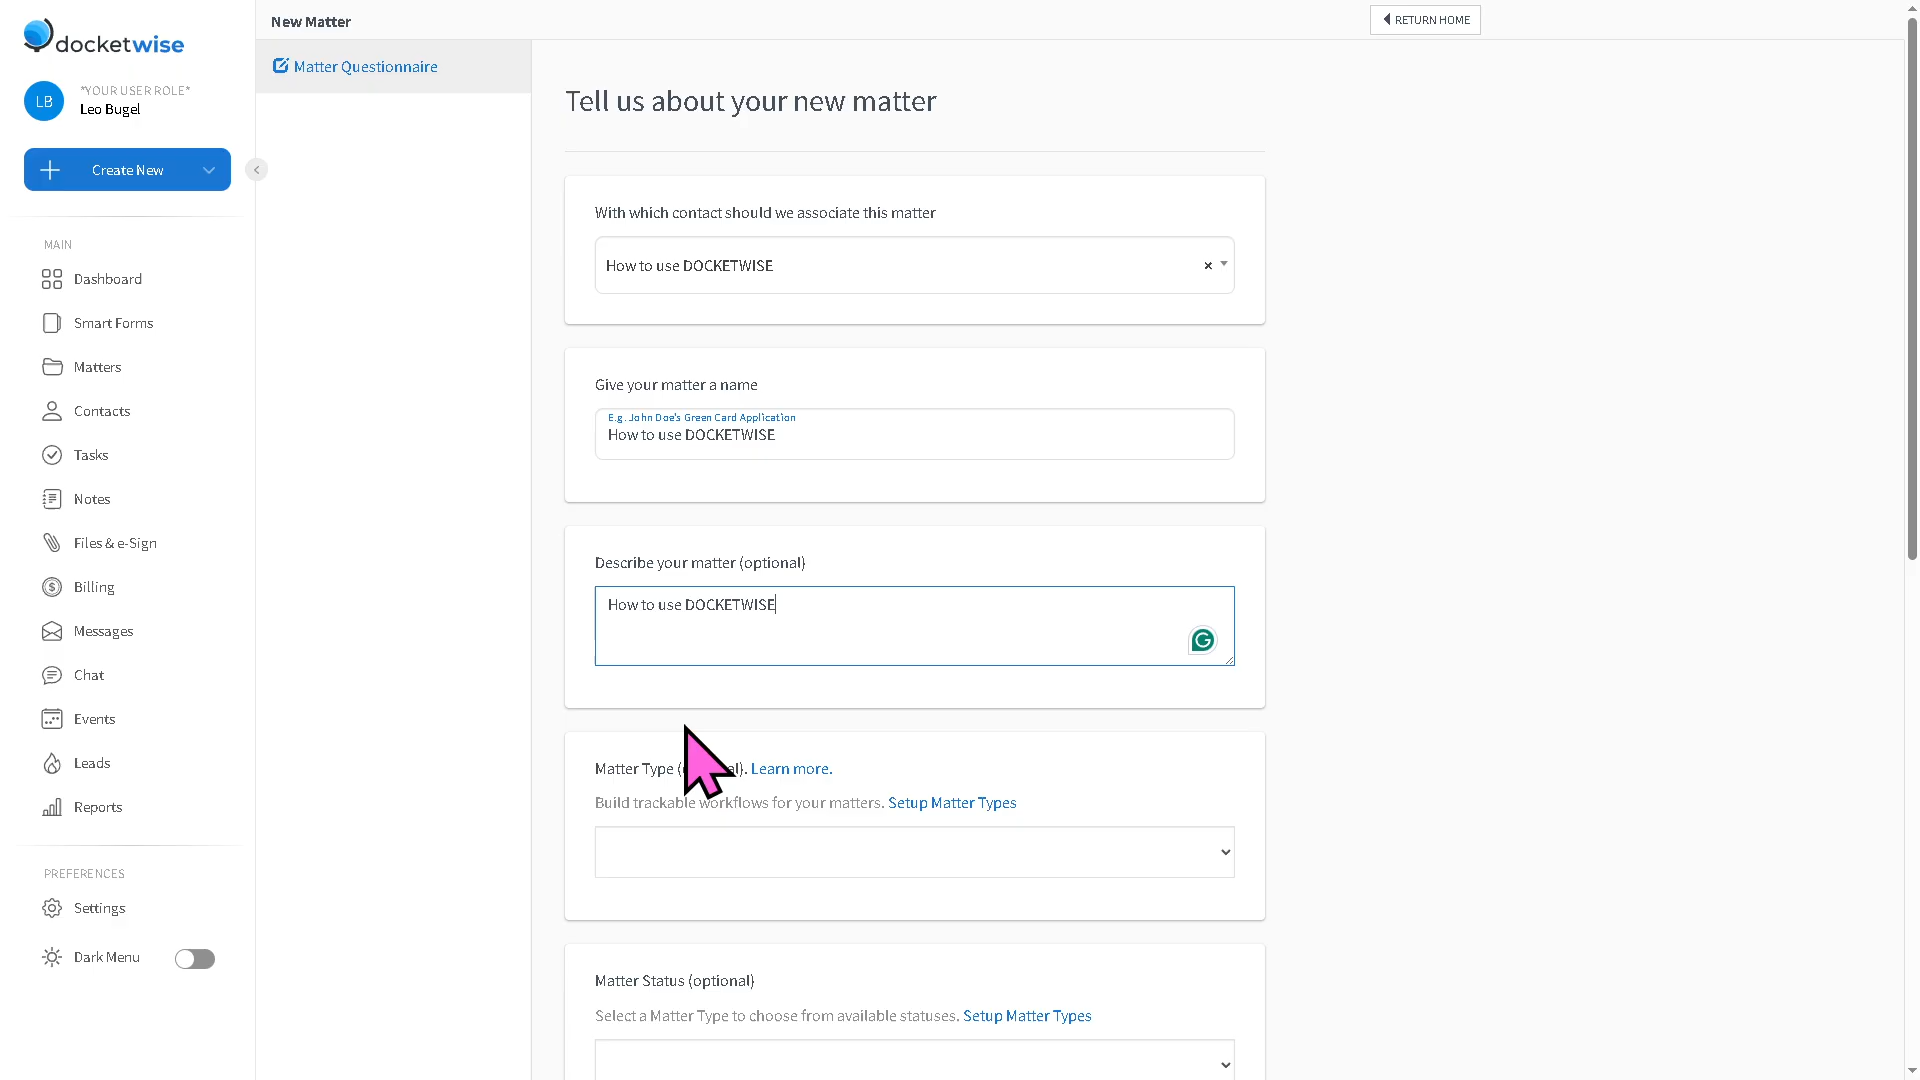 New Matter
RETURN HOME
docketwise
Matter Questionnaire
LB
*YOUR USER ROLE*
Leo Bugel
Create New
MAIN
Dashboard
Smart Forms
Matters
Contacts
Tasks
Notes
Files & e-Sign
Billing
Messages
Chat
Events
Leads
Reports
PREFERENCES
Settings
Dark Menu
Tell us about your new matter
With which contact should we associate this matter
How to use DOCKETWISE
×
Give your matter a name
E.g. John Doe's Green Card Application
How to use DOCKETWISE
Describe your matter (optional)
How to use DOCKETWISE
Matter Type ( al). Learn more.
Build trackable workflows for your matters. Setup Matter Types
Matter Status (optional)
Select a Matter Type to choose from available statuses. Setup Matter Types